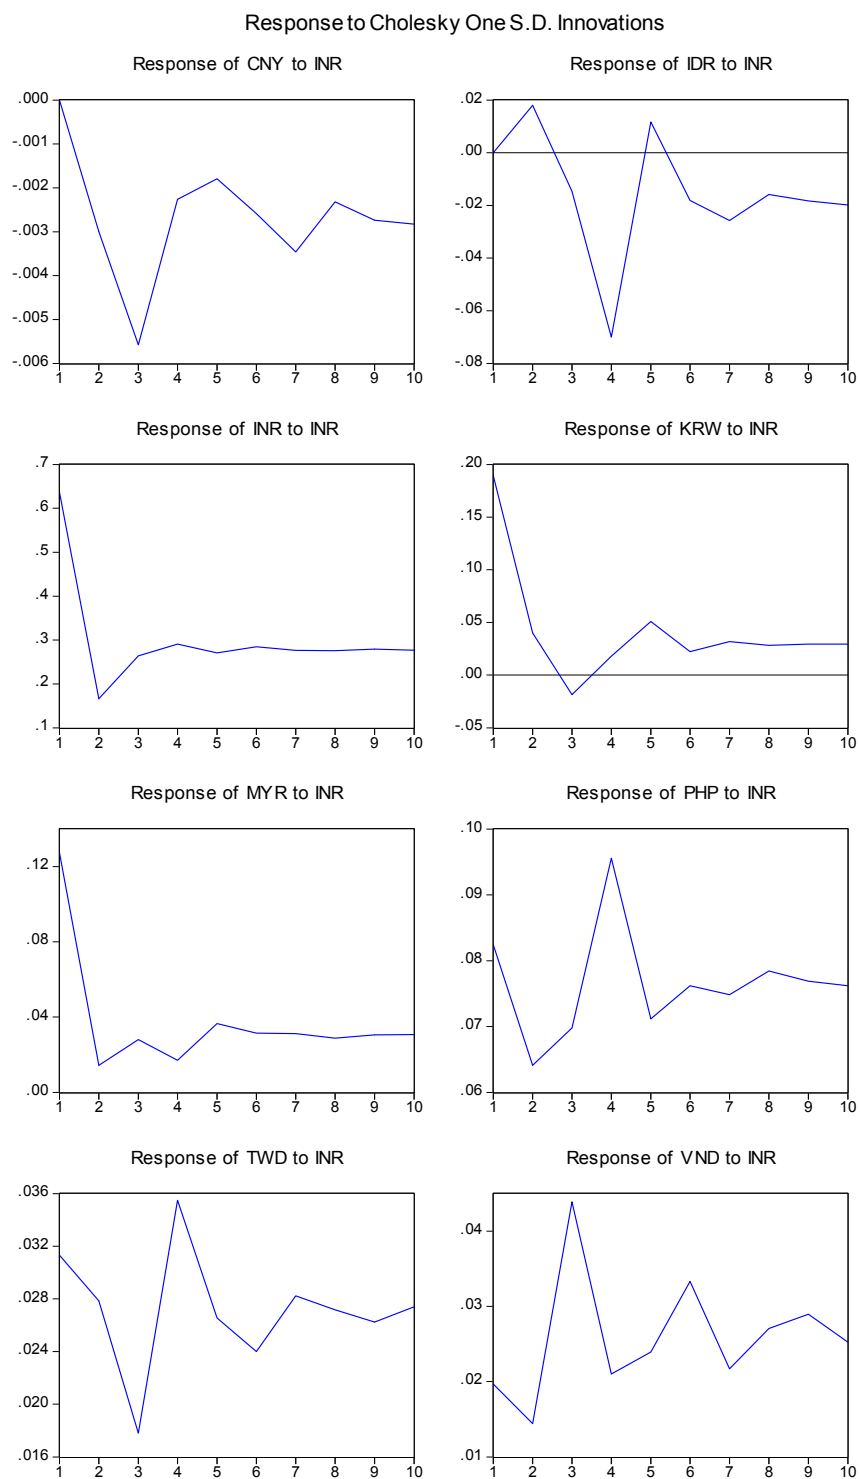 Response to Cholesky One S.D. Innovations
Response of CNY to INR
.000
-.001
-.002
-.003
-.004
-.005
-.006
1 2 3 4 5 6 7 8 9 10
Response of IDR to INR
.02
.00
-.02
-.04
-.06
-.08
1 2 3 4 5 6 7 8 9 10
Response of INR to INR
.7
.6
.5
.4
.3
.2
.1
1 2 3 4 5 6 7 8 9 10
Response of KRW to INR
.20
.15
.10
.05
.00
-.05
1 2 3 4 5 6 7 8 9 10
Response of MYR to INR
.12
.08
.04
.00
1 2 3 4 5 6 7 8 9 10
Response of PHP to INR
.10
.09
.08
.07
.06
1 2 3 4 5 6 7 8 9 10
Response of TWD to INR
.036
.032
.028
.024
.020
.016
1 2 3 4 5 6 7 8 9 10
Response of VND to INR
.04
.03
.02
.01
1 2 3 4 5 6 7 8 9 10